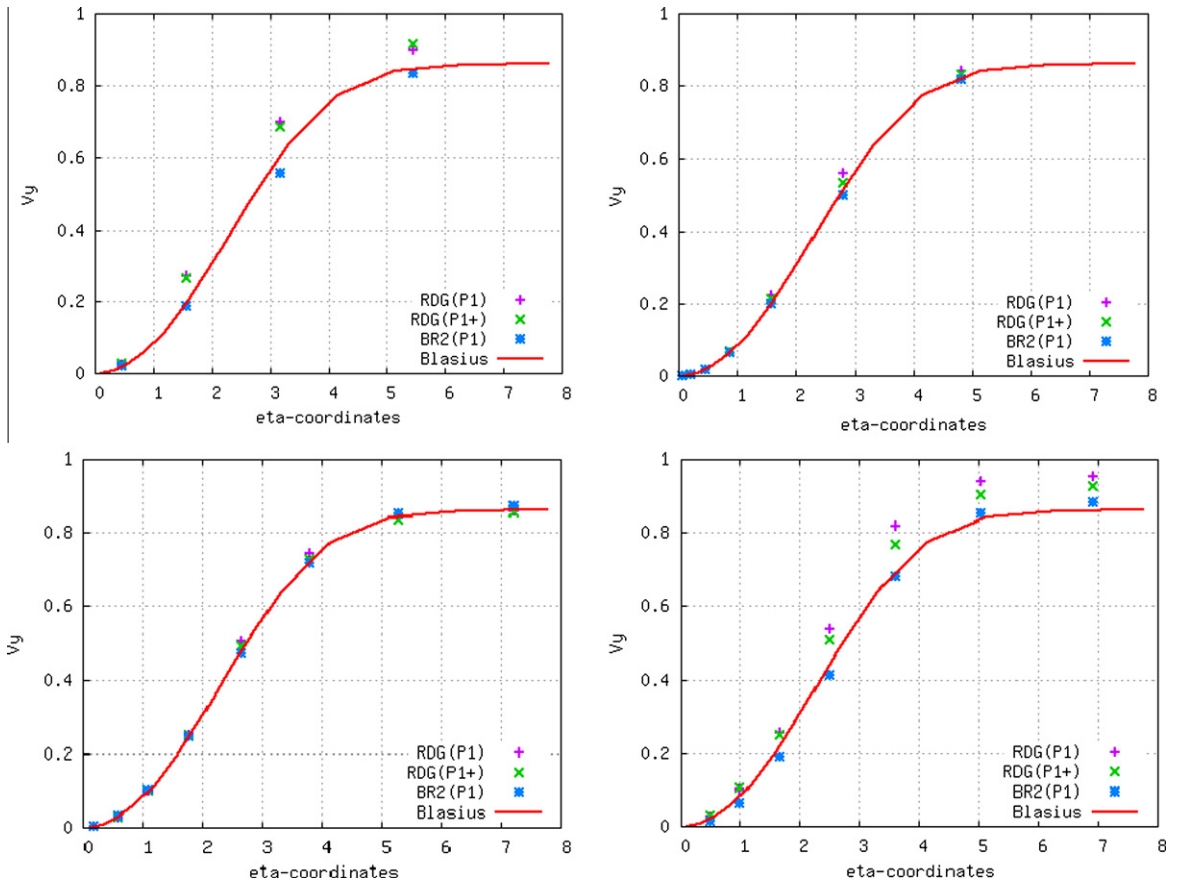 1
0.8
0.6
0.4
0.2
0
Vy
RDG(P1)
RDG(P1+)
BR2(P1)
Blasius
0 1 2 3 4 5 6 7 8
eta-coordinates
1
0.8
0.6
0.4
0.2
0
Vy
RDG(P1)
RDG(P1+)
BR2(P1)
Blasius
0 1 2 3 4 5 6 7 8
eta-coordinates
1
0.8
0.6
0.4
0.2
0
Vy
RDG(P1)
RDG(P1+)
BR2(P1)
Blasius
0 1 2 3 4 5 6 7 8
eta-coordinates
1
0.8
0.6
0.4
0.2
0
Vy
RDG(P1)
RDG(P1+)
BR2(P1)
Blasius
0 1 2 3 4 5 6 7 8
eta-coordinates